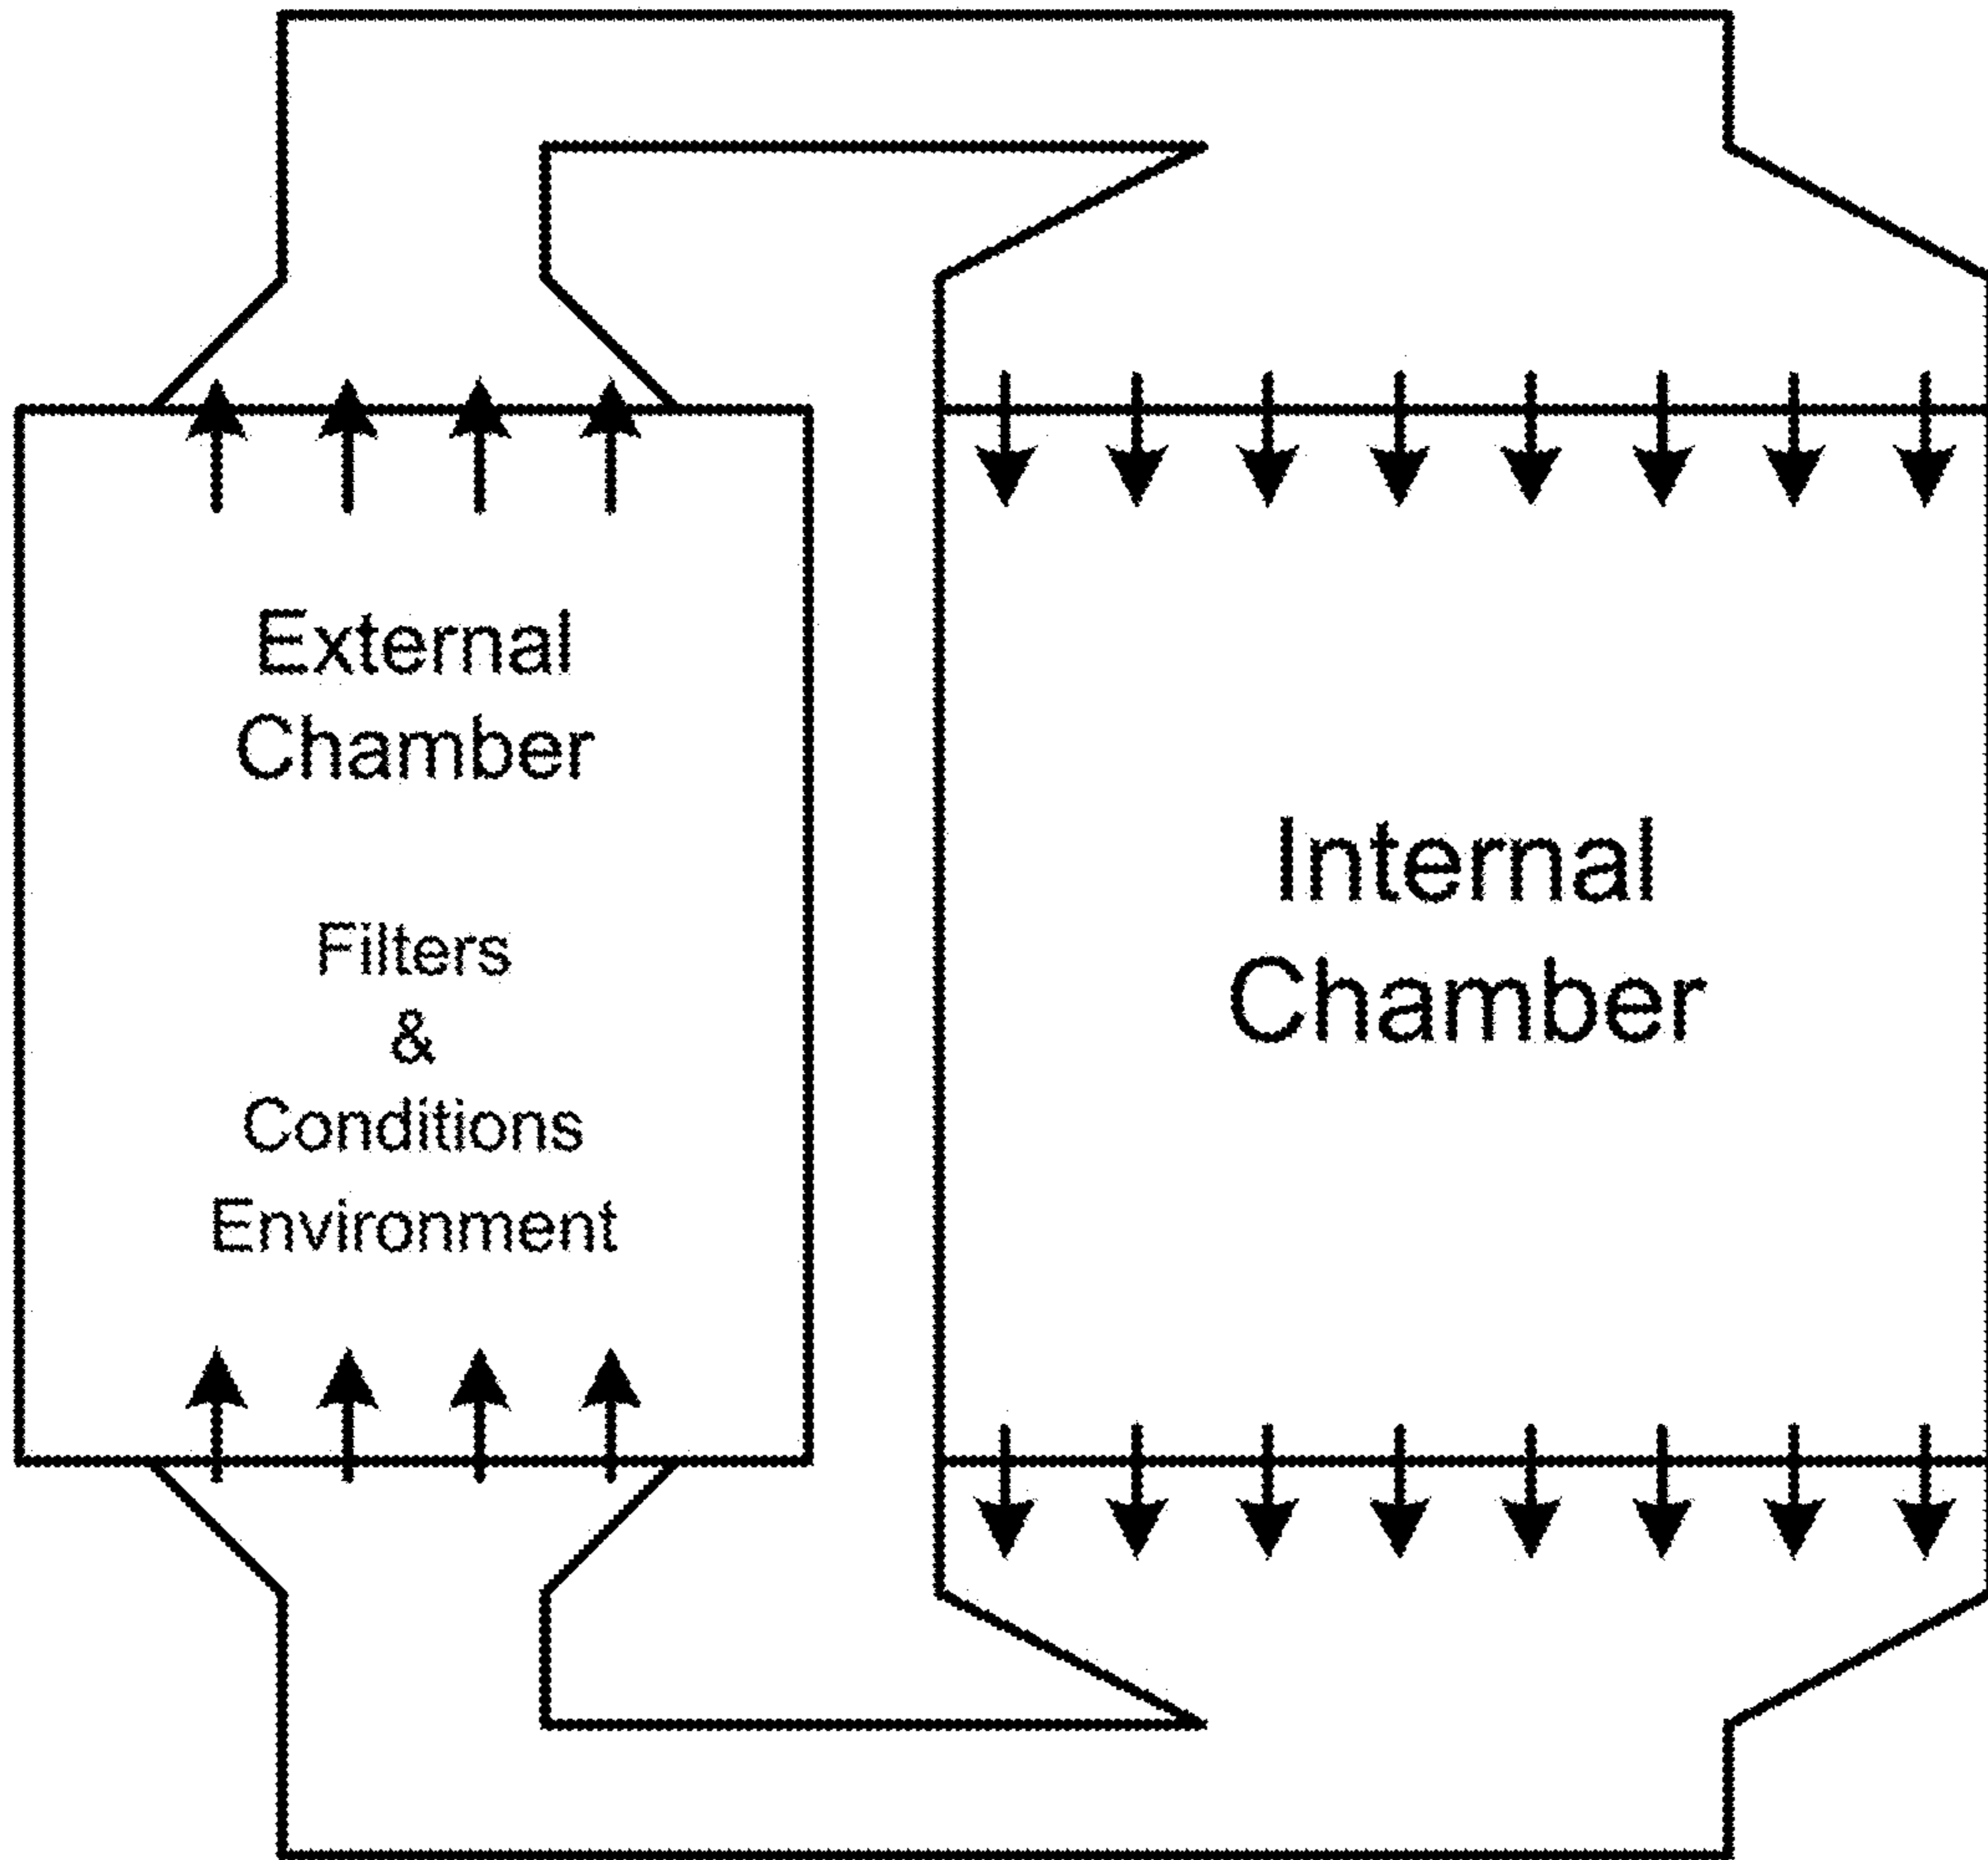 External
Chamber
Filters
&
Conditions
Environment
Internal
Chamber